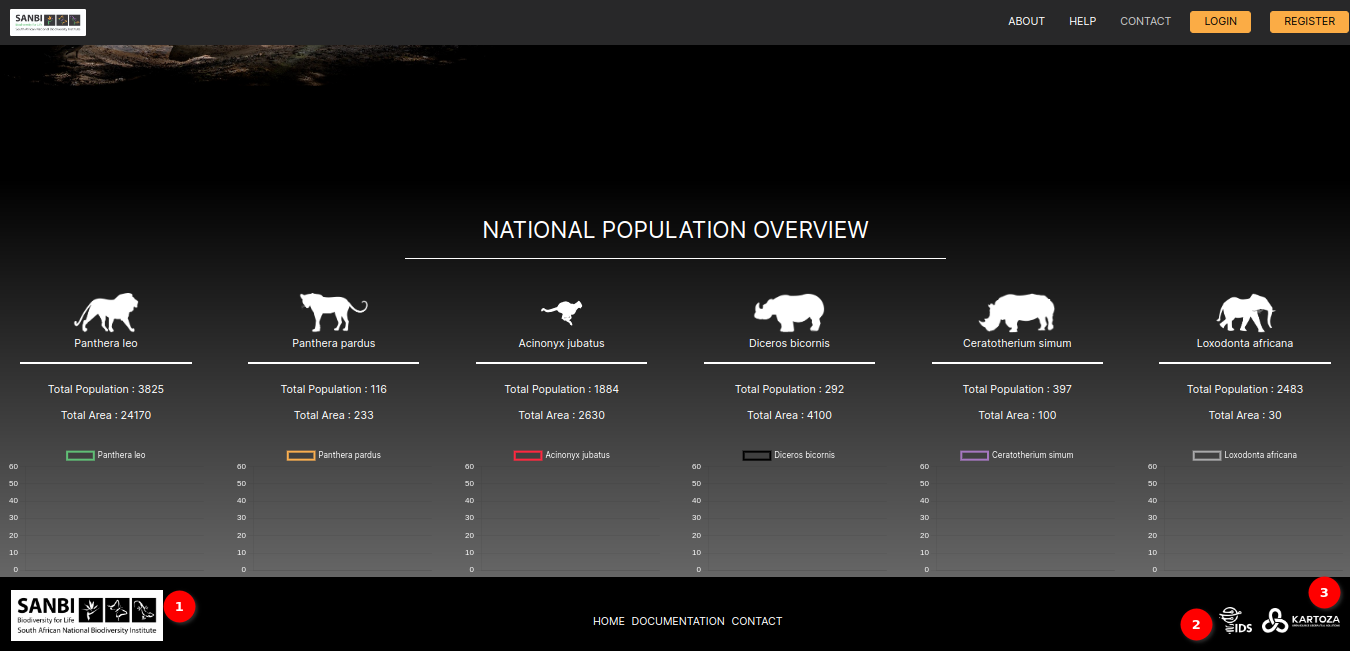 SANBI
ABOUT HELP CONTACT LOGIN REGISTER
NATIONAL POPULATION OVERVIEW
Panthera leo
Panthera pardus
Acinonyx jubatus
Diceros bicornis
Ceratotherium simum
Loxodonta africana
Total Population : 3825
Total Population : 116
Total Population : 1884
Total Population : 292
Total Population : 397
Total Population : 2483
Total Area : 24170
Total Area : 233
Total Area : 2630
Total Area : 4100
Total Area : 100
Total Area : 30
Panthera leo
Panthera pardus
Acinonyx jubatus
Diceros bicornis
Ceratotherium simum
Loxodonta africana
60 60 60 60 60 60
50 50 50 50 50 50
40 40 40 40 40 40
30 30 30 30 30 30
20 20 20 20 20 20
10 10 10 10 10 10
0 0 0 0 0 0
SANBI
Biodiversity for Life
South African National Biodiversity Institute
1
HOME DOCUMENTATION CONTACT
2
IDS
3
KARTOZA